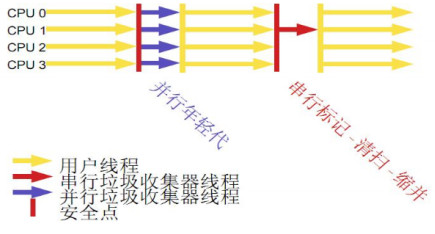 CPU 0
CPU 1
CPU 2
CPU 3
并行年轻代
串行标记-清扫-缩并
用户线程
串行垃圾收集器线程
并行垃圾收集器线程
安全点